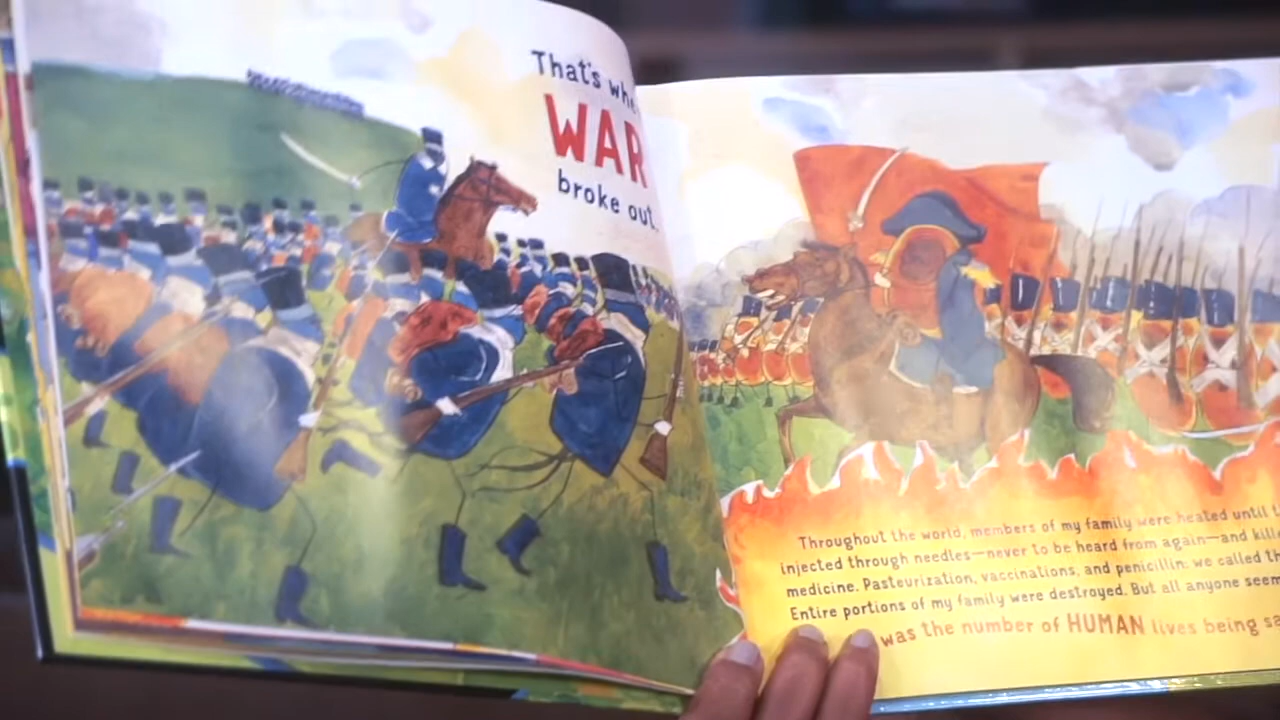 That's whe
WAR
broke out.
Throughout the world, members of my family were heated until t
injected through needles—never to be heard from again—and kill
medicine. Pasteurization, vaccinations, and penicillin: we called th
Entire portions of my family were destroyed. But all anyone seem
was the number of HUMAN lives being sa